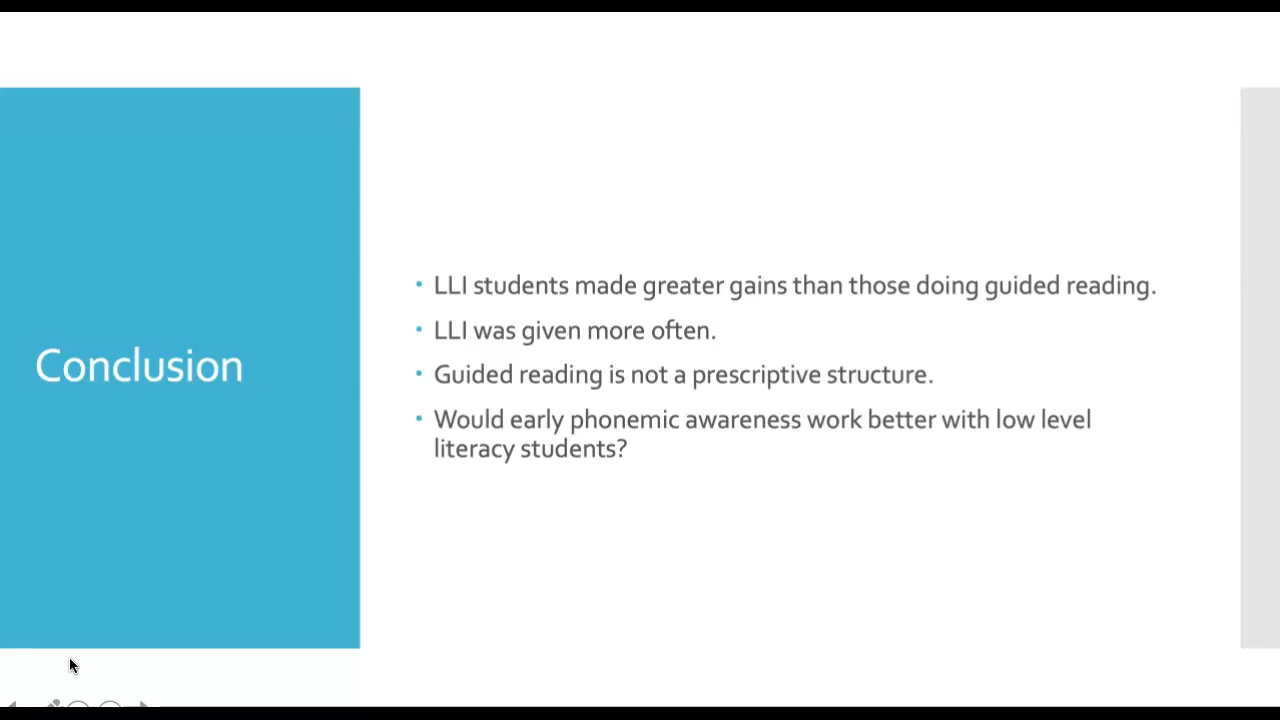 Conclusion
• LLI students made greater gains than those doing guided reading.
• LLI was given more often.
• Guided reading is not a prescriptive structure.
• Would early phonemic awareness work better with low level
literacy students?